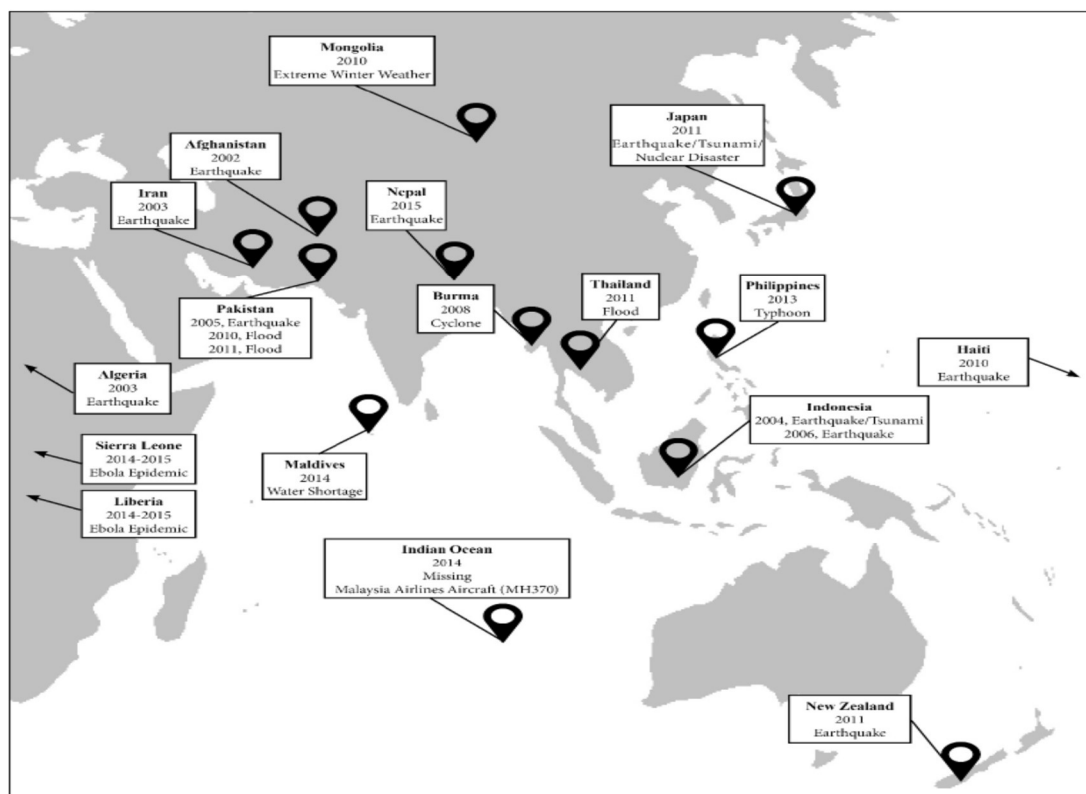 Mongolia
2010
Extreme Winter Weather
Japan
2011
Earthquake/Tsunami/
Nuclear Disaster
Afghanistan
2002
Earthquake
Iran
2003
Earthquake
Nepal
2015
Earthquake
Pakistan
2005, Earthquake
2010, Flood
2011, Flood
Burma
2008
Cyclone
Thailand
2011
Flood
Philippines
2013
Typhoon
Haiti
2010
Earthquake
Algeria
2003
Earthquake
Indonesia
2004, Earthquake/Tsunami
2006, Earthquake
Sierra Leone
2014-2015
Ebola Epidemic
Maldives
2014
Water Shortage
Liberia
2014-2015
Ebola Epidemic
Indian Ocean
2014
Missing
Malaysia Airlines Aircraft (MH370)
New Zealand
2011
Earthquake